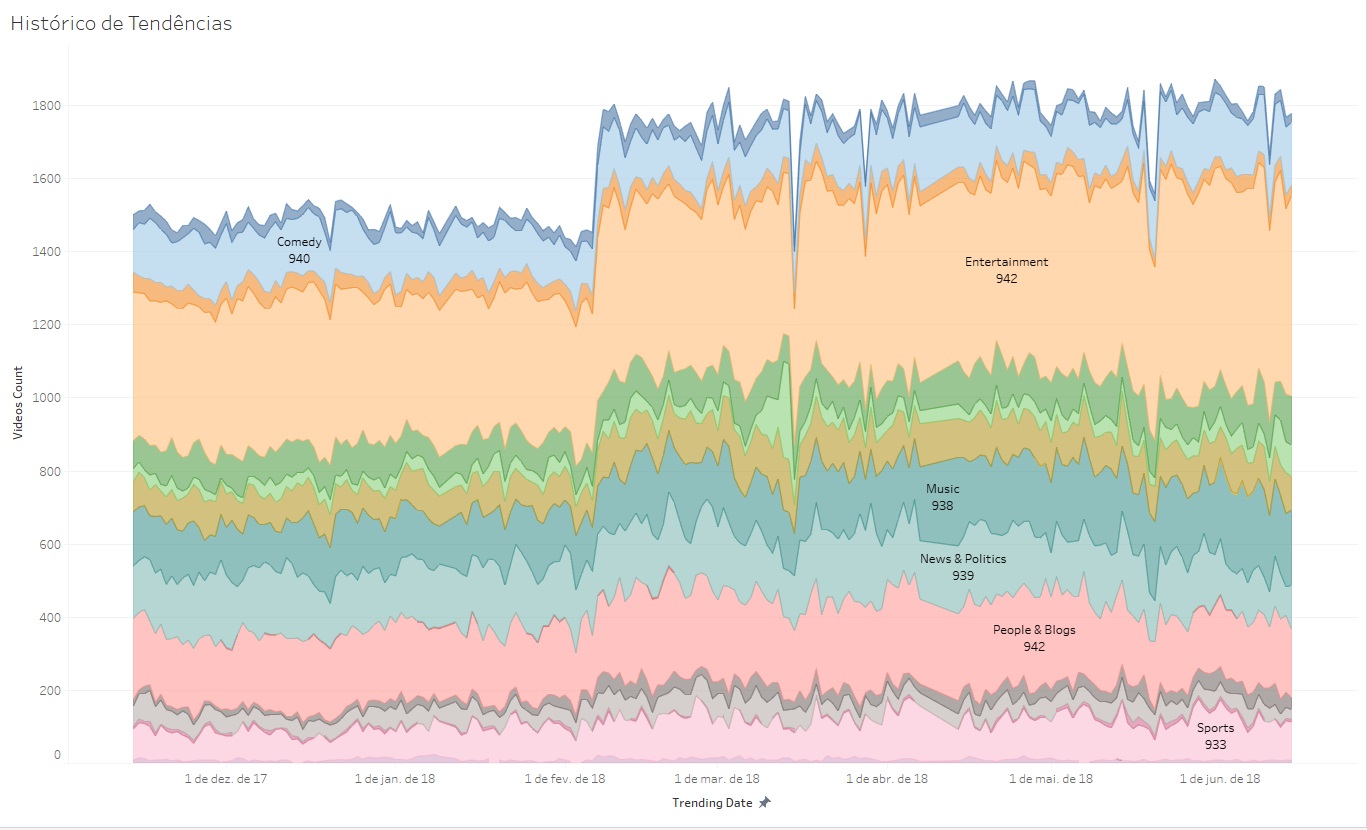 Histórico de Tendências
1800
1600
1400
1200
1000
800
600
400
200
0
Videos Count
Comedy
940
Entertainment
942
Music
938
News & Politics
939
People & Blogs
942
Sports
933
1 de dez. de 17
1 de jan. de 18
1 de fev. de 18
1 de mar. de 18
1 de abr. de 18
1 de mai. de 18
1 de jun. de 18
Trending Date